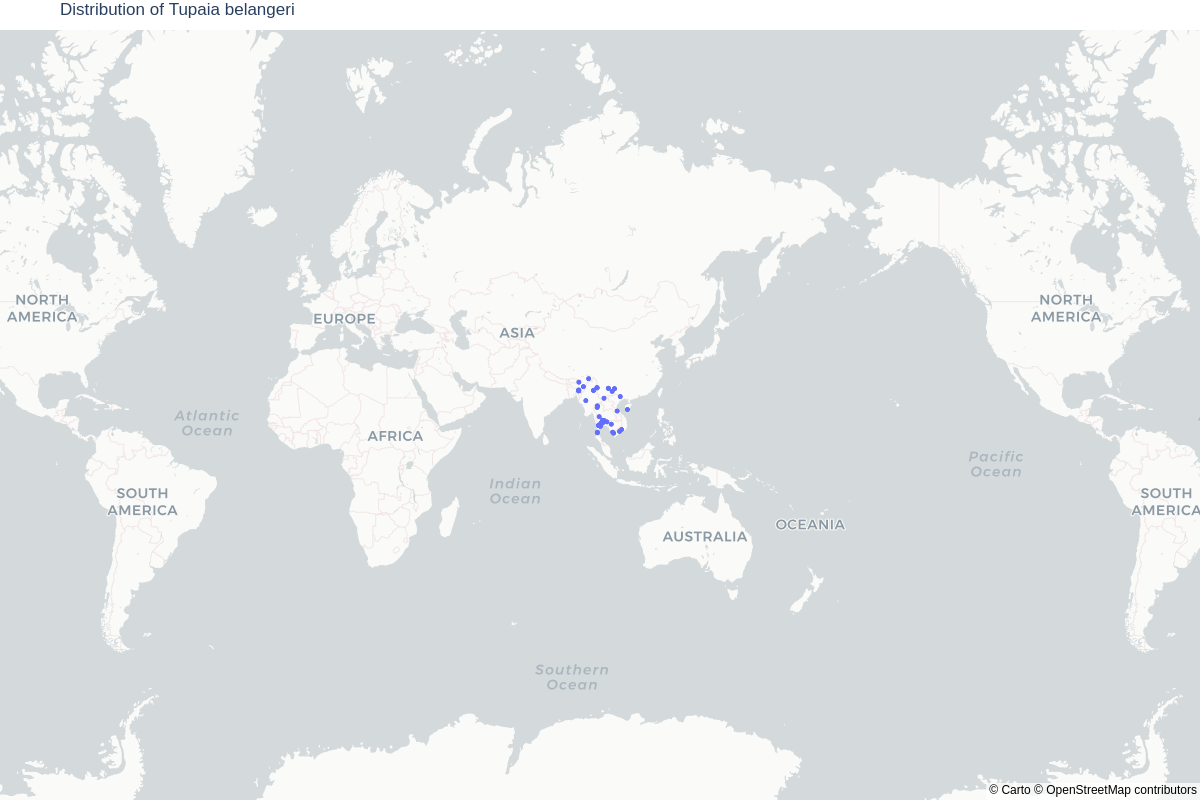 Distribution of Tupaia belangeri
NORTH
AMERICA
EUROPE
ASIA
NORTH
AMERICA
Atlantic
Ocean
AFRICA
Pacific
Ocean
Indian
Ocean
SOUTH
AMERICA
OCEANIA
AUSTRALIA
SOUTH
AMERICA
Southern
Ocean
© Carto © OpenStreetMap contributors